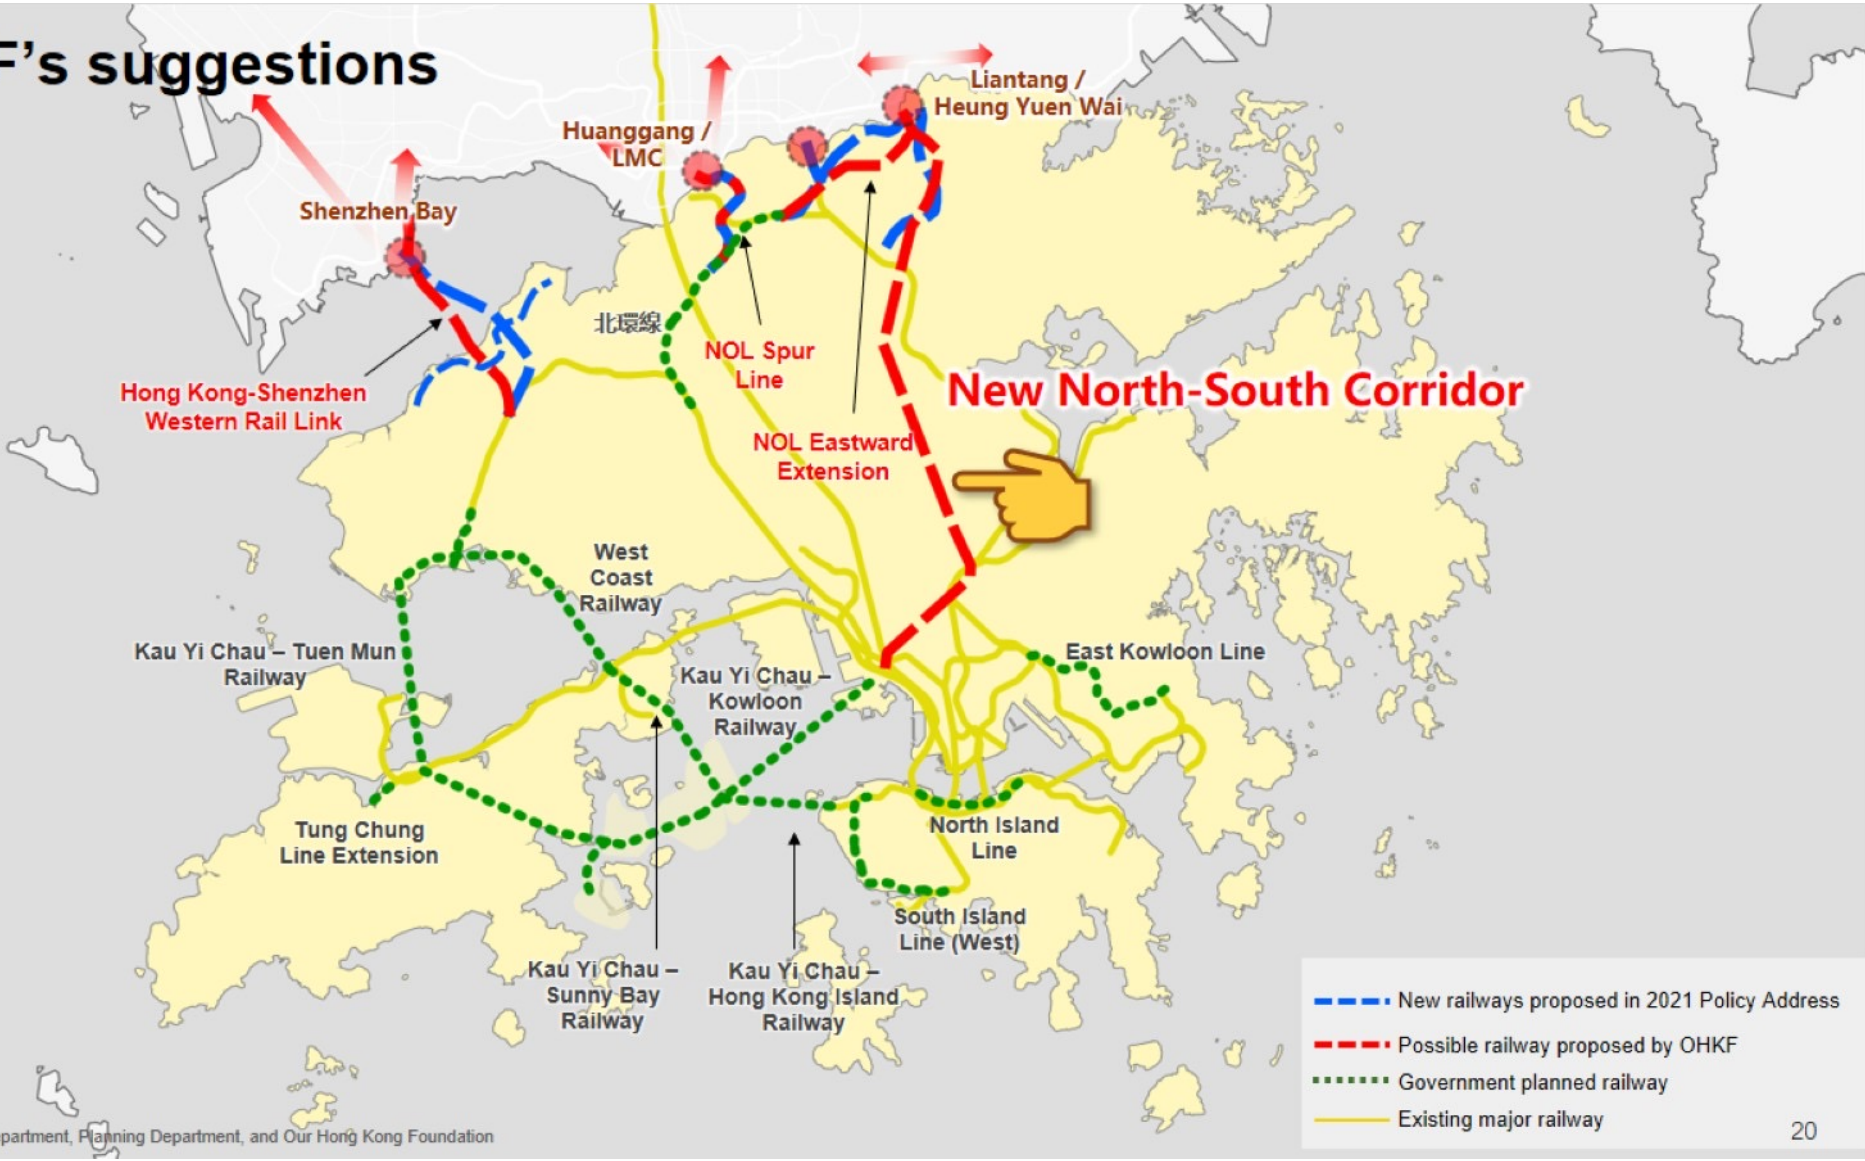 F's suggestions
Liantang /
Heung Yuen Wai
Huanggang /
LMC
Shenzhen Bay
北環線
NOL Spur
Line
New North-South Corridor
Hong Kong-Shenzhen
Western Rail Link
NOL Eastward
Extension
West
Coast
Railway
Kau Yi Chau – Tuen Mun
Railway
East Kowloon Line
Kau Yi Chau –
Kowloon
Railway
Tung Chung
Line Extension
North Island
Line
South Island
Line (West)
Kau Yi Chau –
Sunny Bay
Railway
Kau Yi Chau –
Hong Kong Island
Railway
New railways proposed in 2021 Policy Address
Possible railway proposed by OHKF
Government planned railway
Existing major railway
partment, Planning Department, and Our Hong Kong Foundation
20